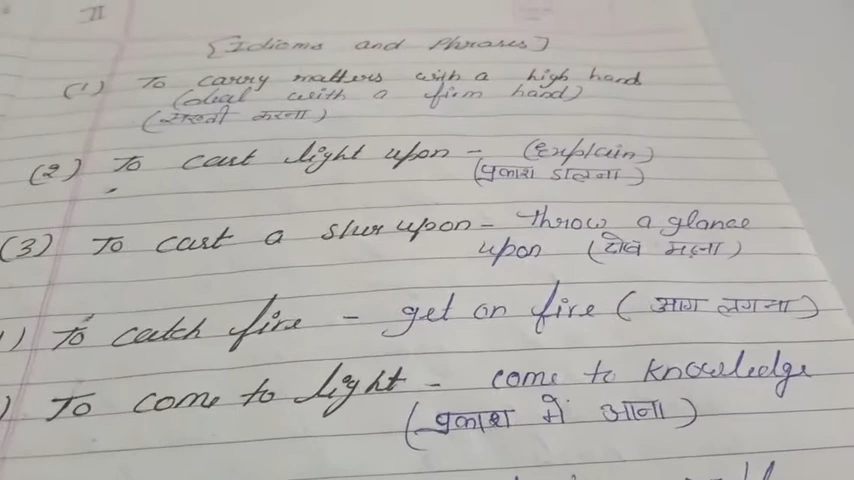 II
{Idioms and Phrases}
(1) To carry matters with a high hand
(deal with a firm hand)
(सख्ती करना)
(2) To cast light upon - (Explain)
(प्रकाश डालना)
(3) To cast a slur upon - Throw a glance
upon (दोष मढ़ना)
) To catch fire - get on fire (आग लगना)
) To come to light - come to knowledge
(प्रकाश में आना)